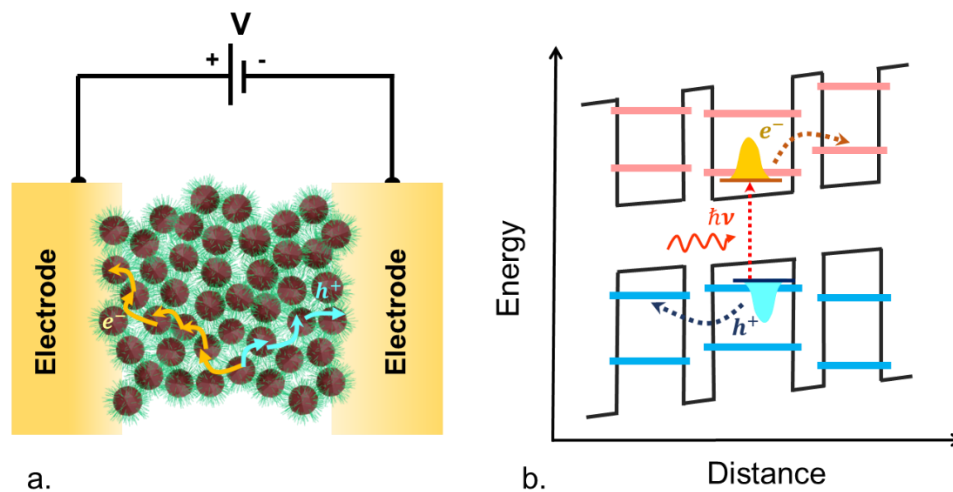 V
+ -
Electrode
e⁻
h⁺
Electrode
a.
Energy
e⁻
ℏν
h⁺
Distance
b.